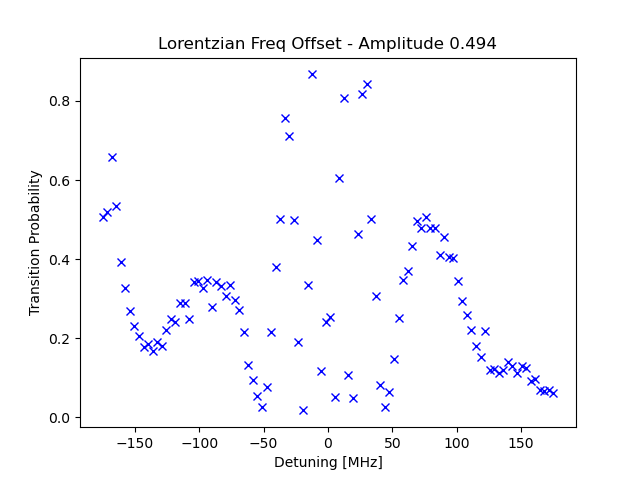 Lorentzian Freq Offset - Amplitude 0.494
Transition Probability
0.8
0.6
0.4
0.2
0.0
−150 −100 −50 0 50 100 150
Detuning [MHz]